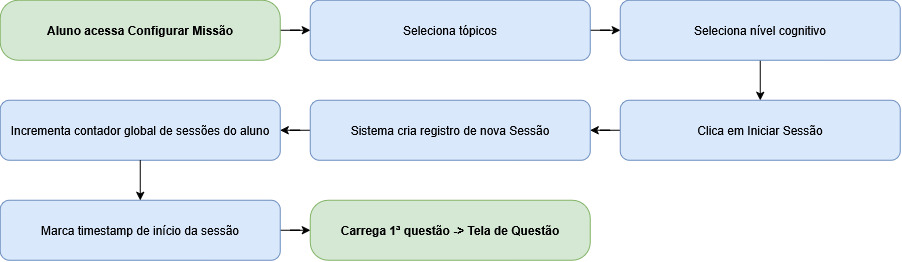 Aluno acessa Configurar Missão
Seleciona tópicos
Seleciona nível cognitivo
Clica em Iniciar Sessão
Sistema cria registro de nova Sessão
Incrementa contador global de sessões do aluno
Marca timestamp de início da sessão
Carrega 1ª questão -> Tela de Questão